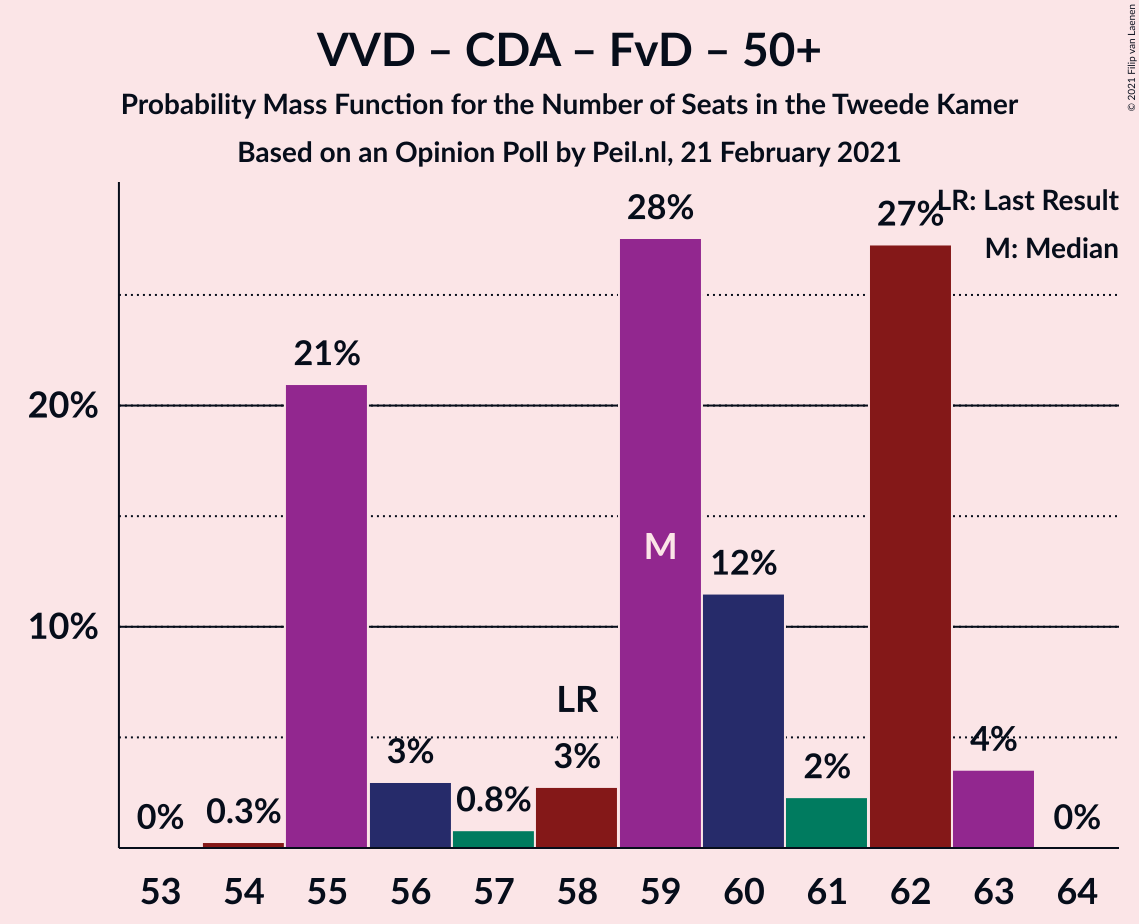 VVD – CDA – FvD – 50+
Probability Mass Function for the Number of Seats in the Tweede Kamer
Based on an Opinion Poll by Peil.nl, 21 February 2021
© 2021 Filip van Laenen
LR: Last Result
M: Median
20%
10%
0%
0.3%
21%
3%
0.8%
LR
3%
28%
M
12%
2%
27%
4%
0%
53 54 55 56 57 58 59 60 61 62 63 64